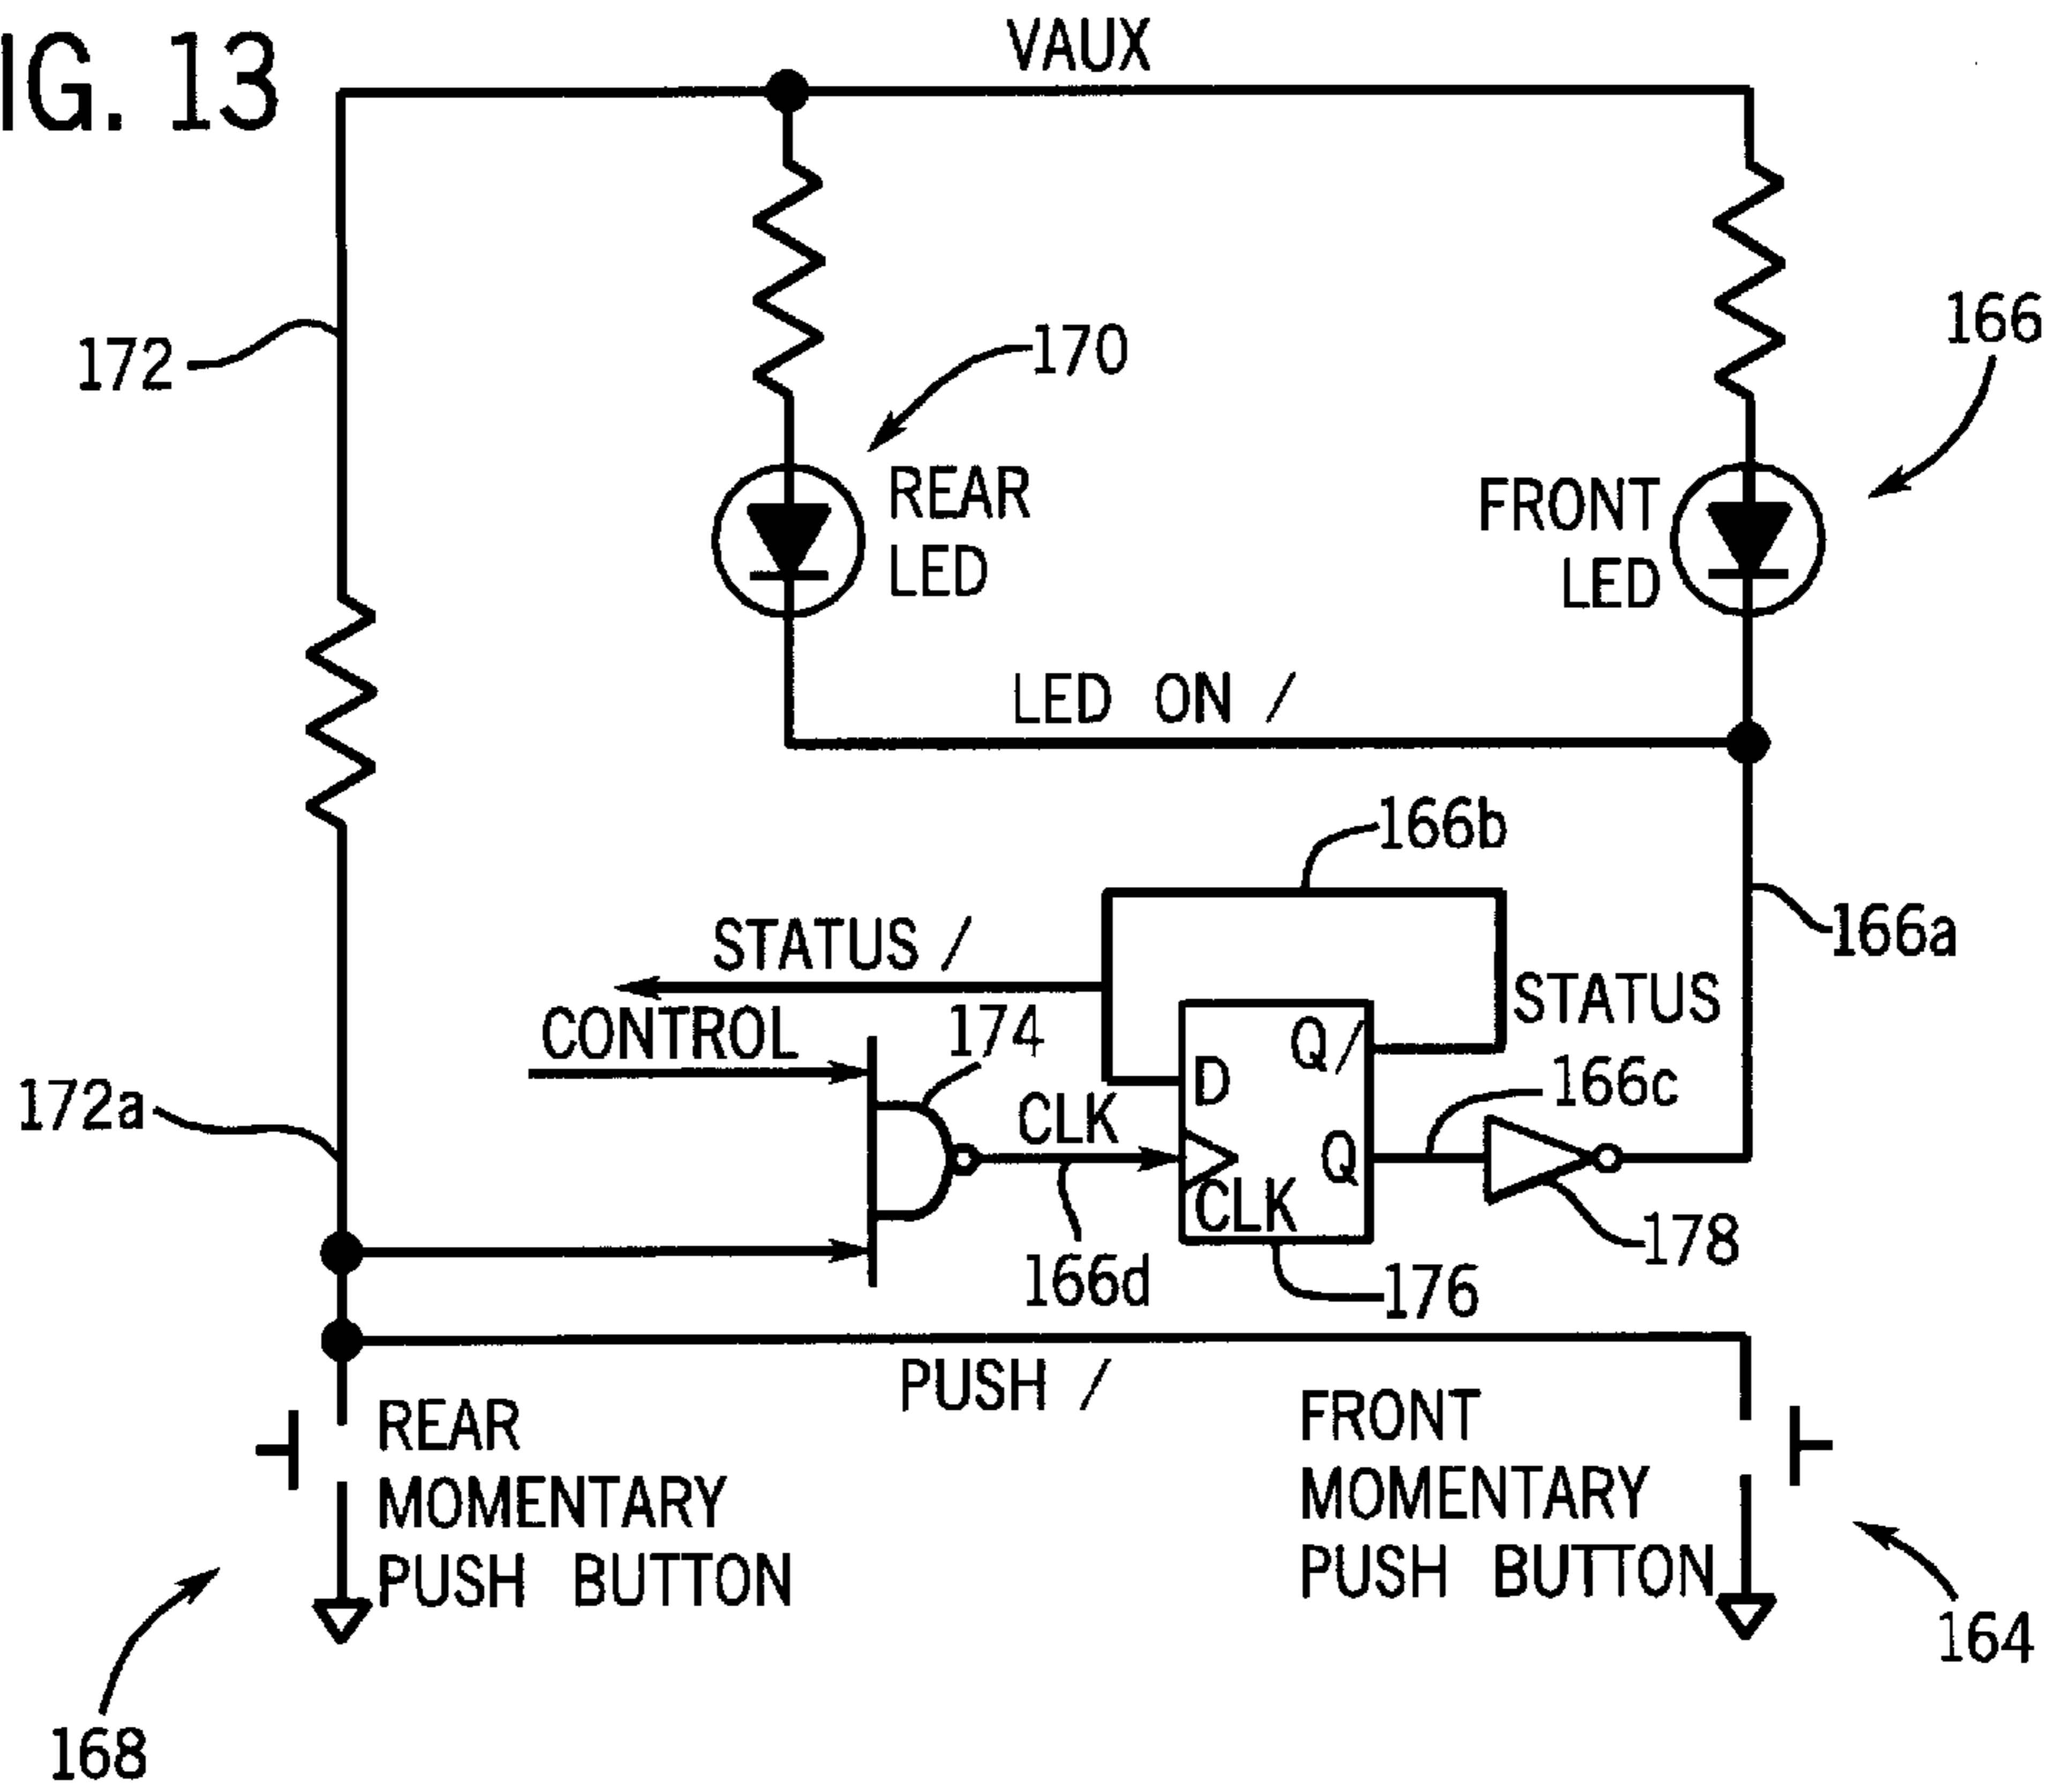 IG. 13
VAUX
172
170
166
REAR
LED
FRONT
LED
LED ON /
166b
166a
STATUS /
STATUS
CONTROL
174
Q/
D
166c
172a
CLK
Q
CLK
178
166d
176
PUSH /
REAR
MOMENTARY
PUSH BUTTON
FRONT
MOMENTARY
PUSH BUTTON
164
168